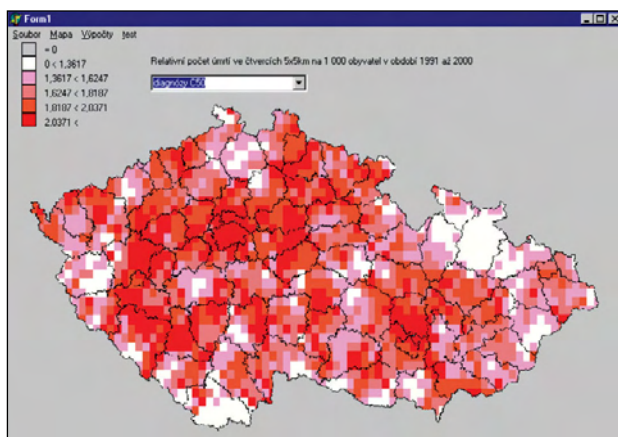 Form1
Soubor Mapa Výpočty test
= 0
0 < 1,3617
1,3617 < 1,6247
1,6247 < 1,8187
1,8187 < 2,0371
2,0371 <
Relativní počet úmrtí ve čtvercích 5x5km na 1 000 obyvatel v období 1991 až 2000
diagnózy C50